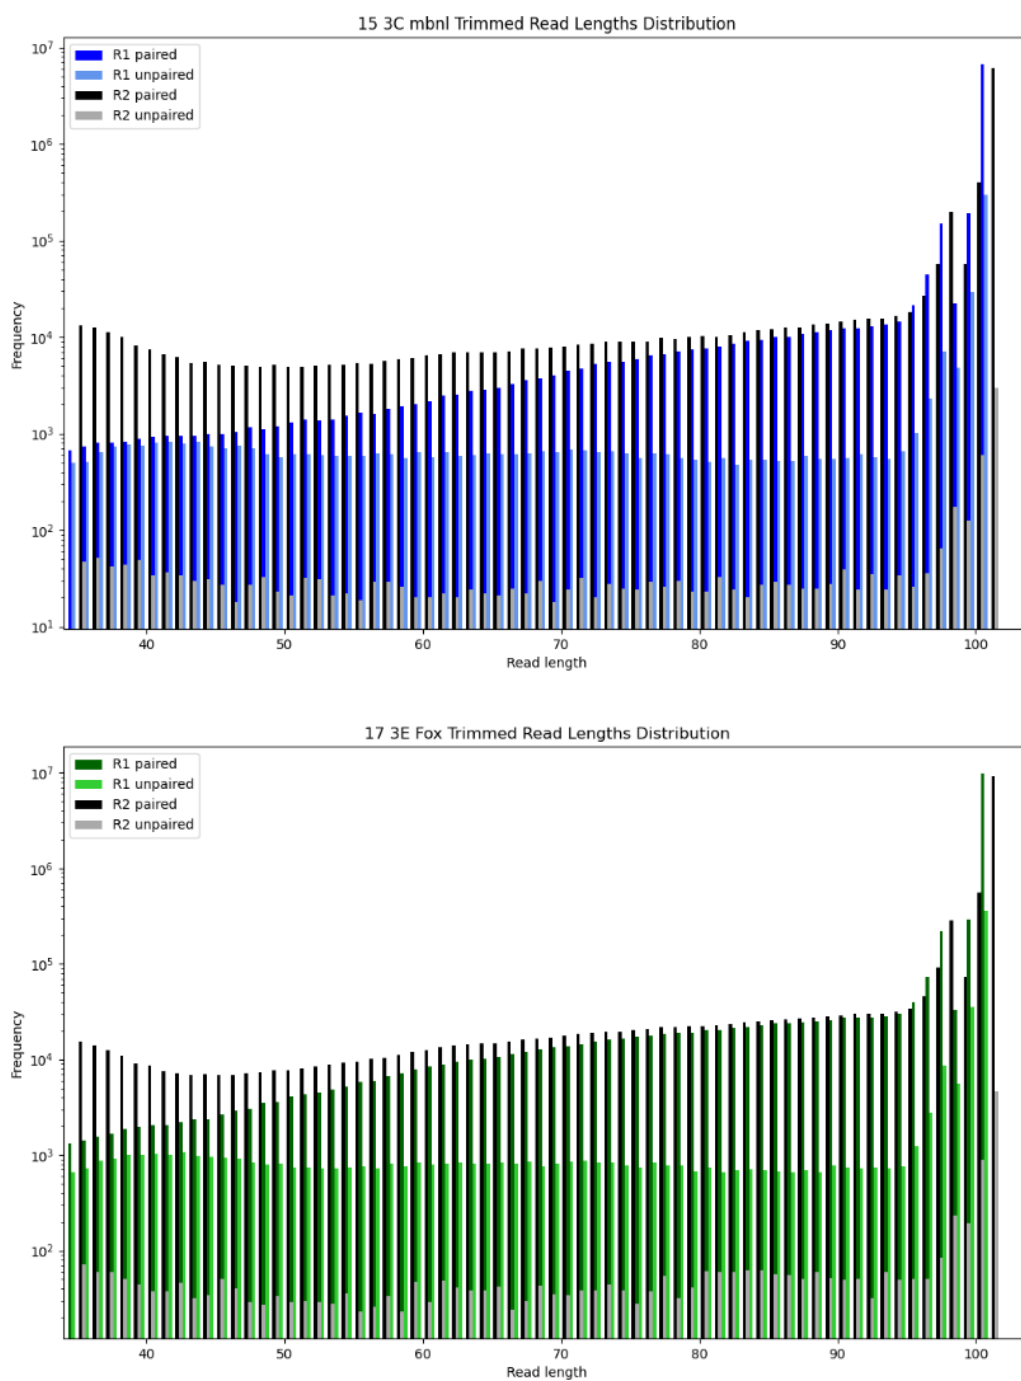 15 3C mbnl Trimmed Read Lengths Distribution
R1 paired
R1 unpaired
R2 paired
R2 unpaired
10⁷
10⁶
10⁵
10⁴
10³
10²
10¹
Frequency
40 50 60 70 80 90 100
Read length
17 3E Fox Trimmed Read Lengths Distribution
R1 paired
R1 unpaired
R2 paired
R2 unpaired
10⁷
10⁶
10⁵
10⁴
10³
10²
Frequency
40 50 60 70 80 90 100
Read length